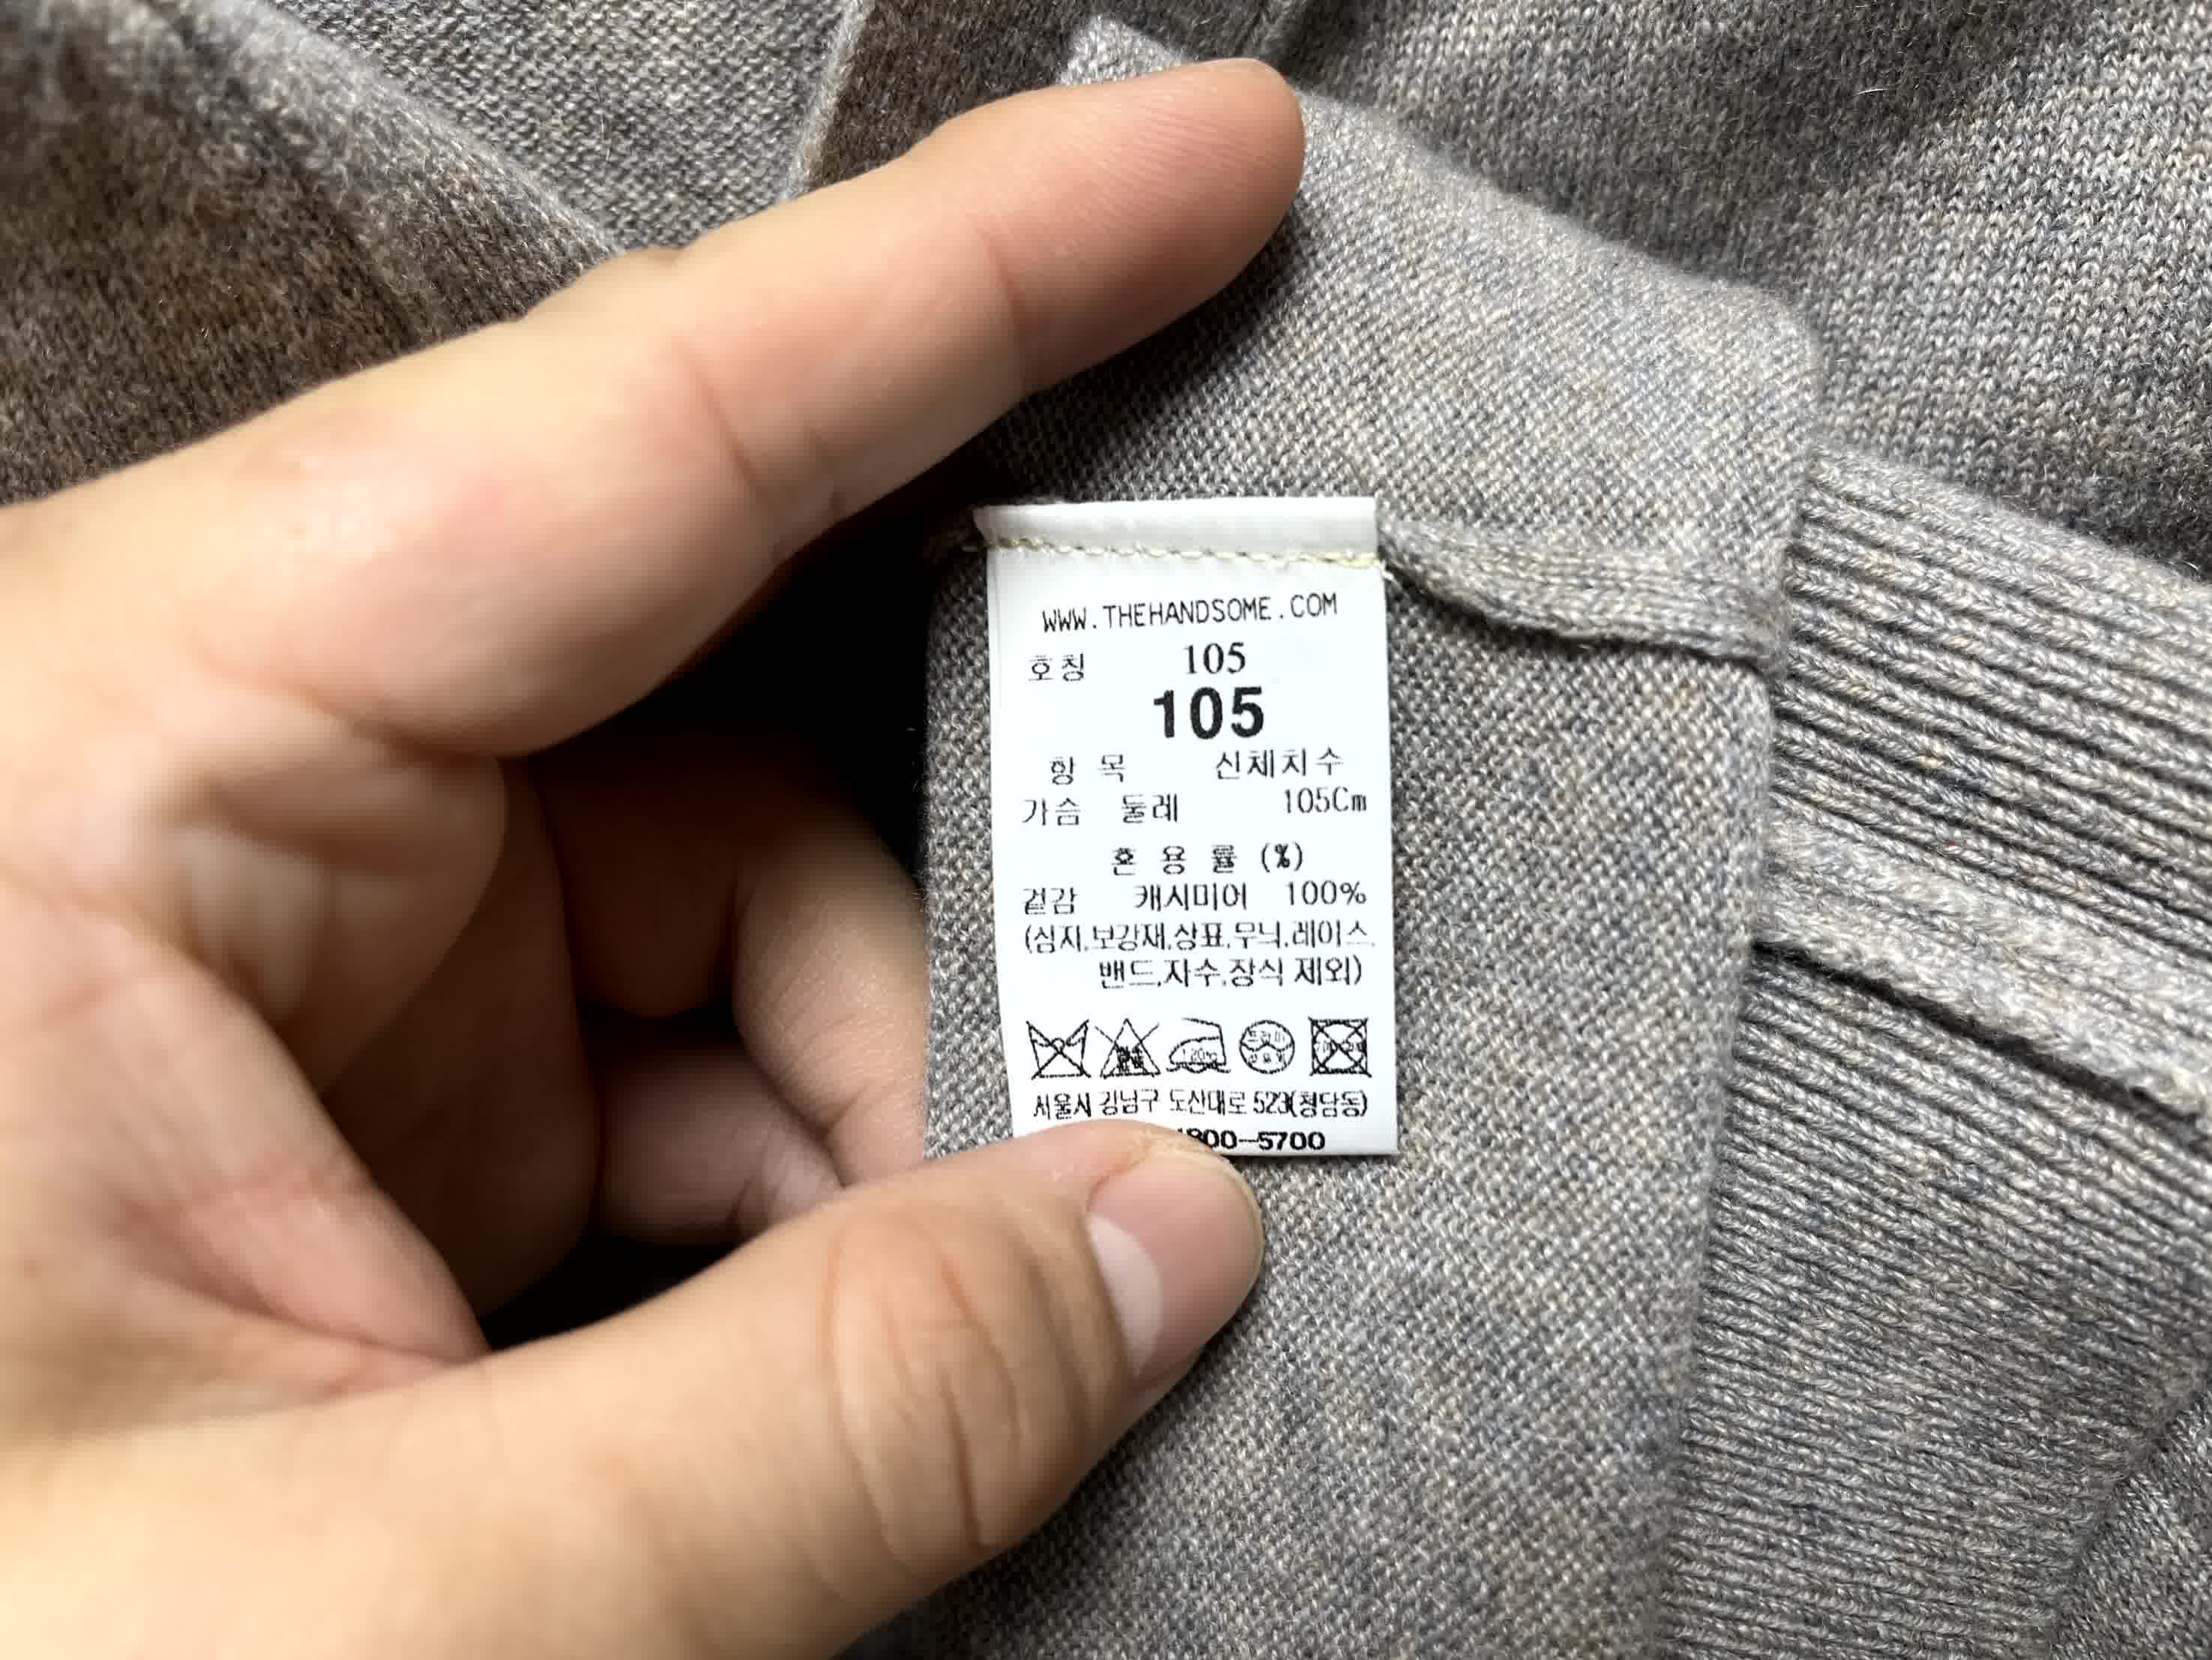 WWW.THEHANDSOME.COM
호칭 105
105
항 목 신체치수
가슴 둘레 105Cm
혼 용 률 (%)
겉감 캐시미어 100%
(심지,보강재,상표,무늬,레이스,
밴드,자수,장식 제외)
120℃
서울시 강남구 도산대로 523(청담동)
1800-5700